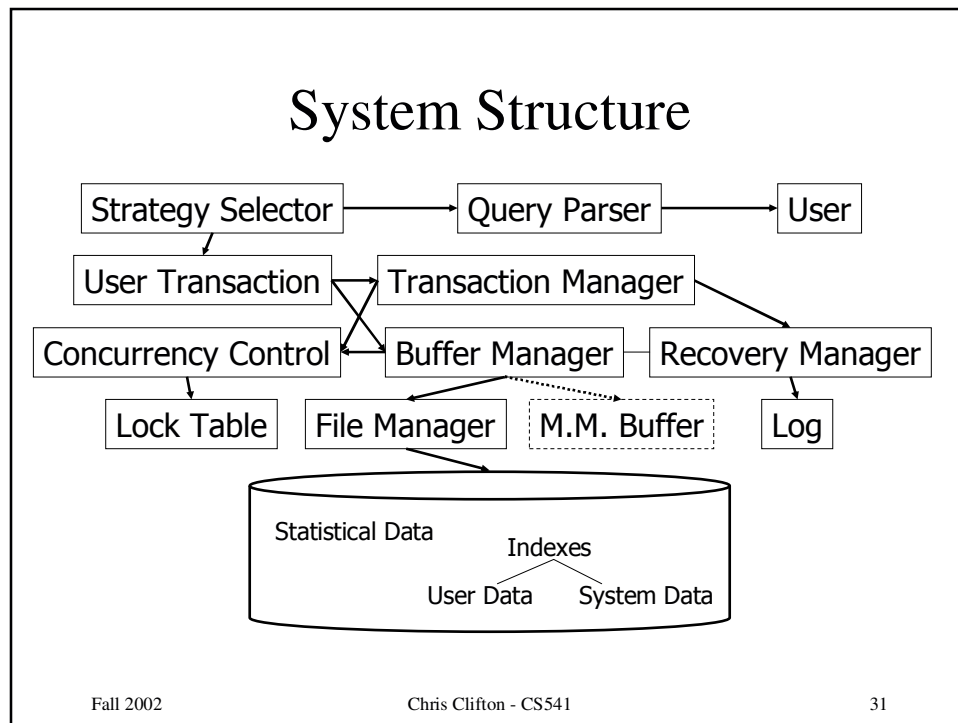 System Structure
Strategy Selector
Query Parser
User
User Transaction
Transaction Manager
Concurrency Control
Buffer Manager
Recovery Manager
Lock Table
File Manager
M.M. Buffer
Log
Statistical Data
Indexes
User Data
System Data
Fall 2002
Chris Clifton - CS541
31